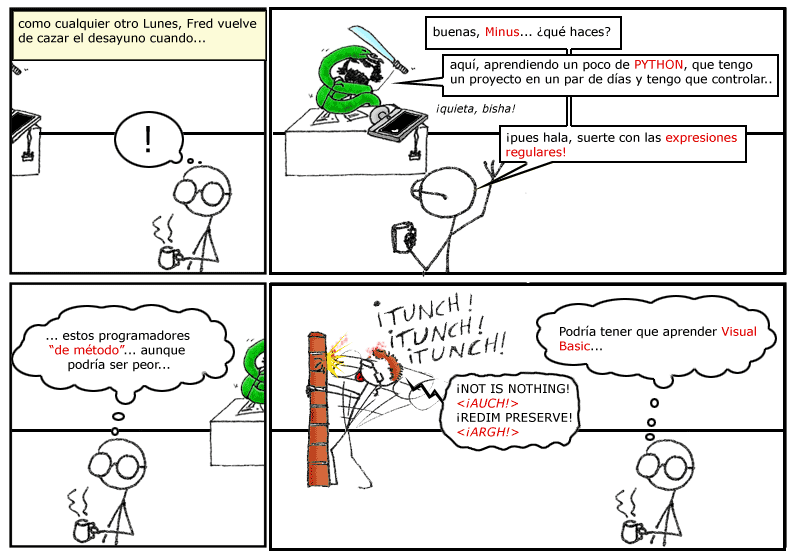 como cualquier otro Lunes, Fred vuelve
de cazar el desayuno cuando...
!
buenas, Minus... ¿qué haces?
aquí, aprendiendo un poco de PYTHON, que tengo
un proyecto en un par de días y tengo que controlar..
¡quieta, bisha!
¡pues hala, suerte con las expresiones
regulares!
... estos programadores
“de método”... aunque
podría ser peor...
¡TUNCH!
¡TUNCH!
¡TUNCH!
¡NOT IS NOTHING!
<¡AUCH!>
¡REDIM PRESERVE!
<¡ARGH!>
Podría tener que aprender Visual
Basic...